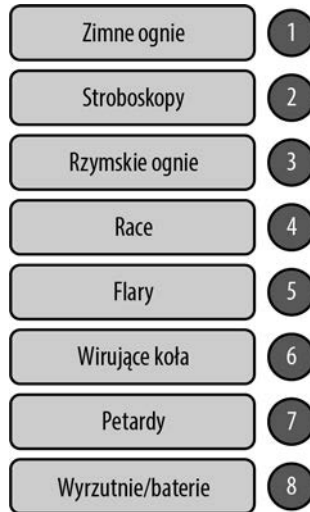 Zimne ognie 1
Stroboskopy 2
Rzymskie ognie 3
Race 4
Flary 5
Wirujące koła 6
Petardy 7
Wyrzutnie/baterie 8